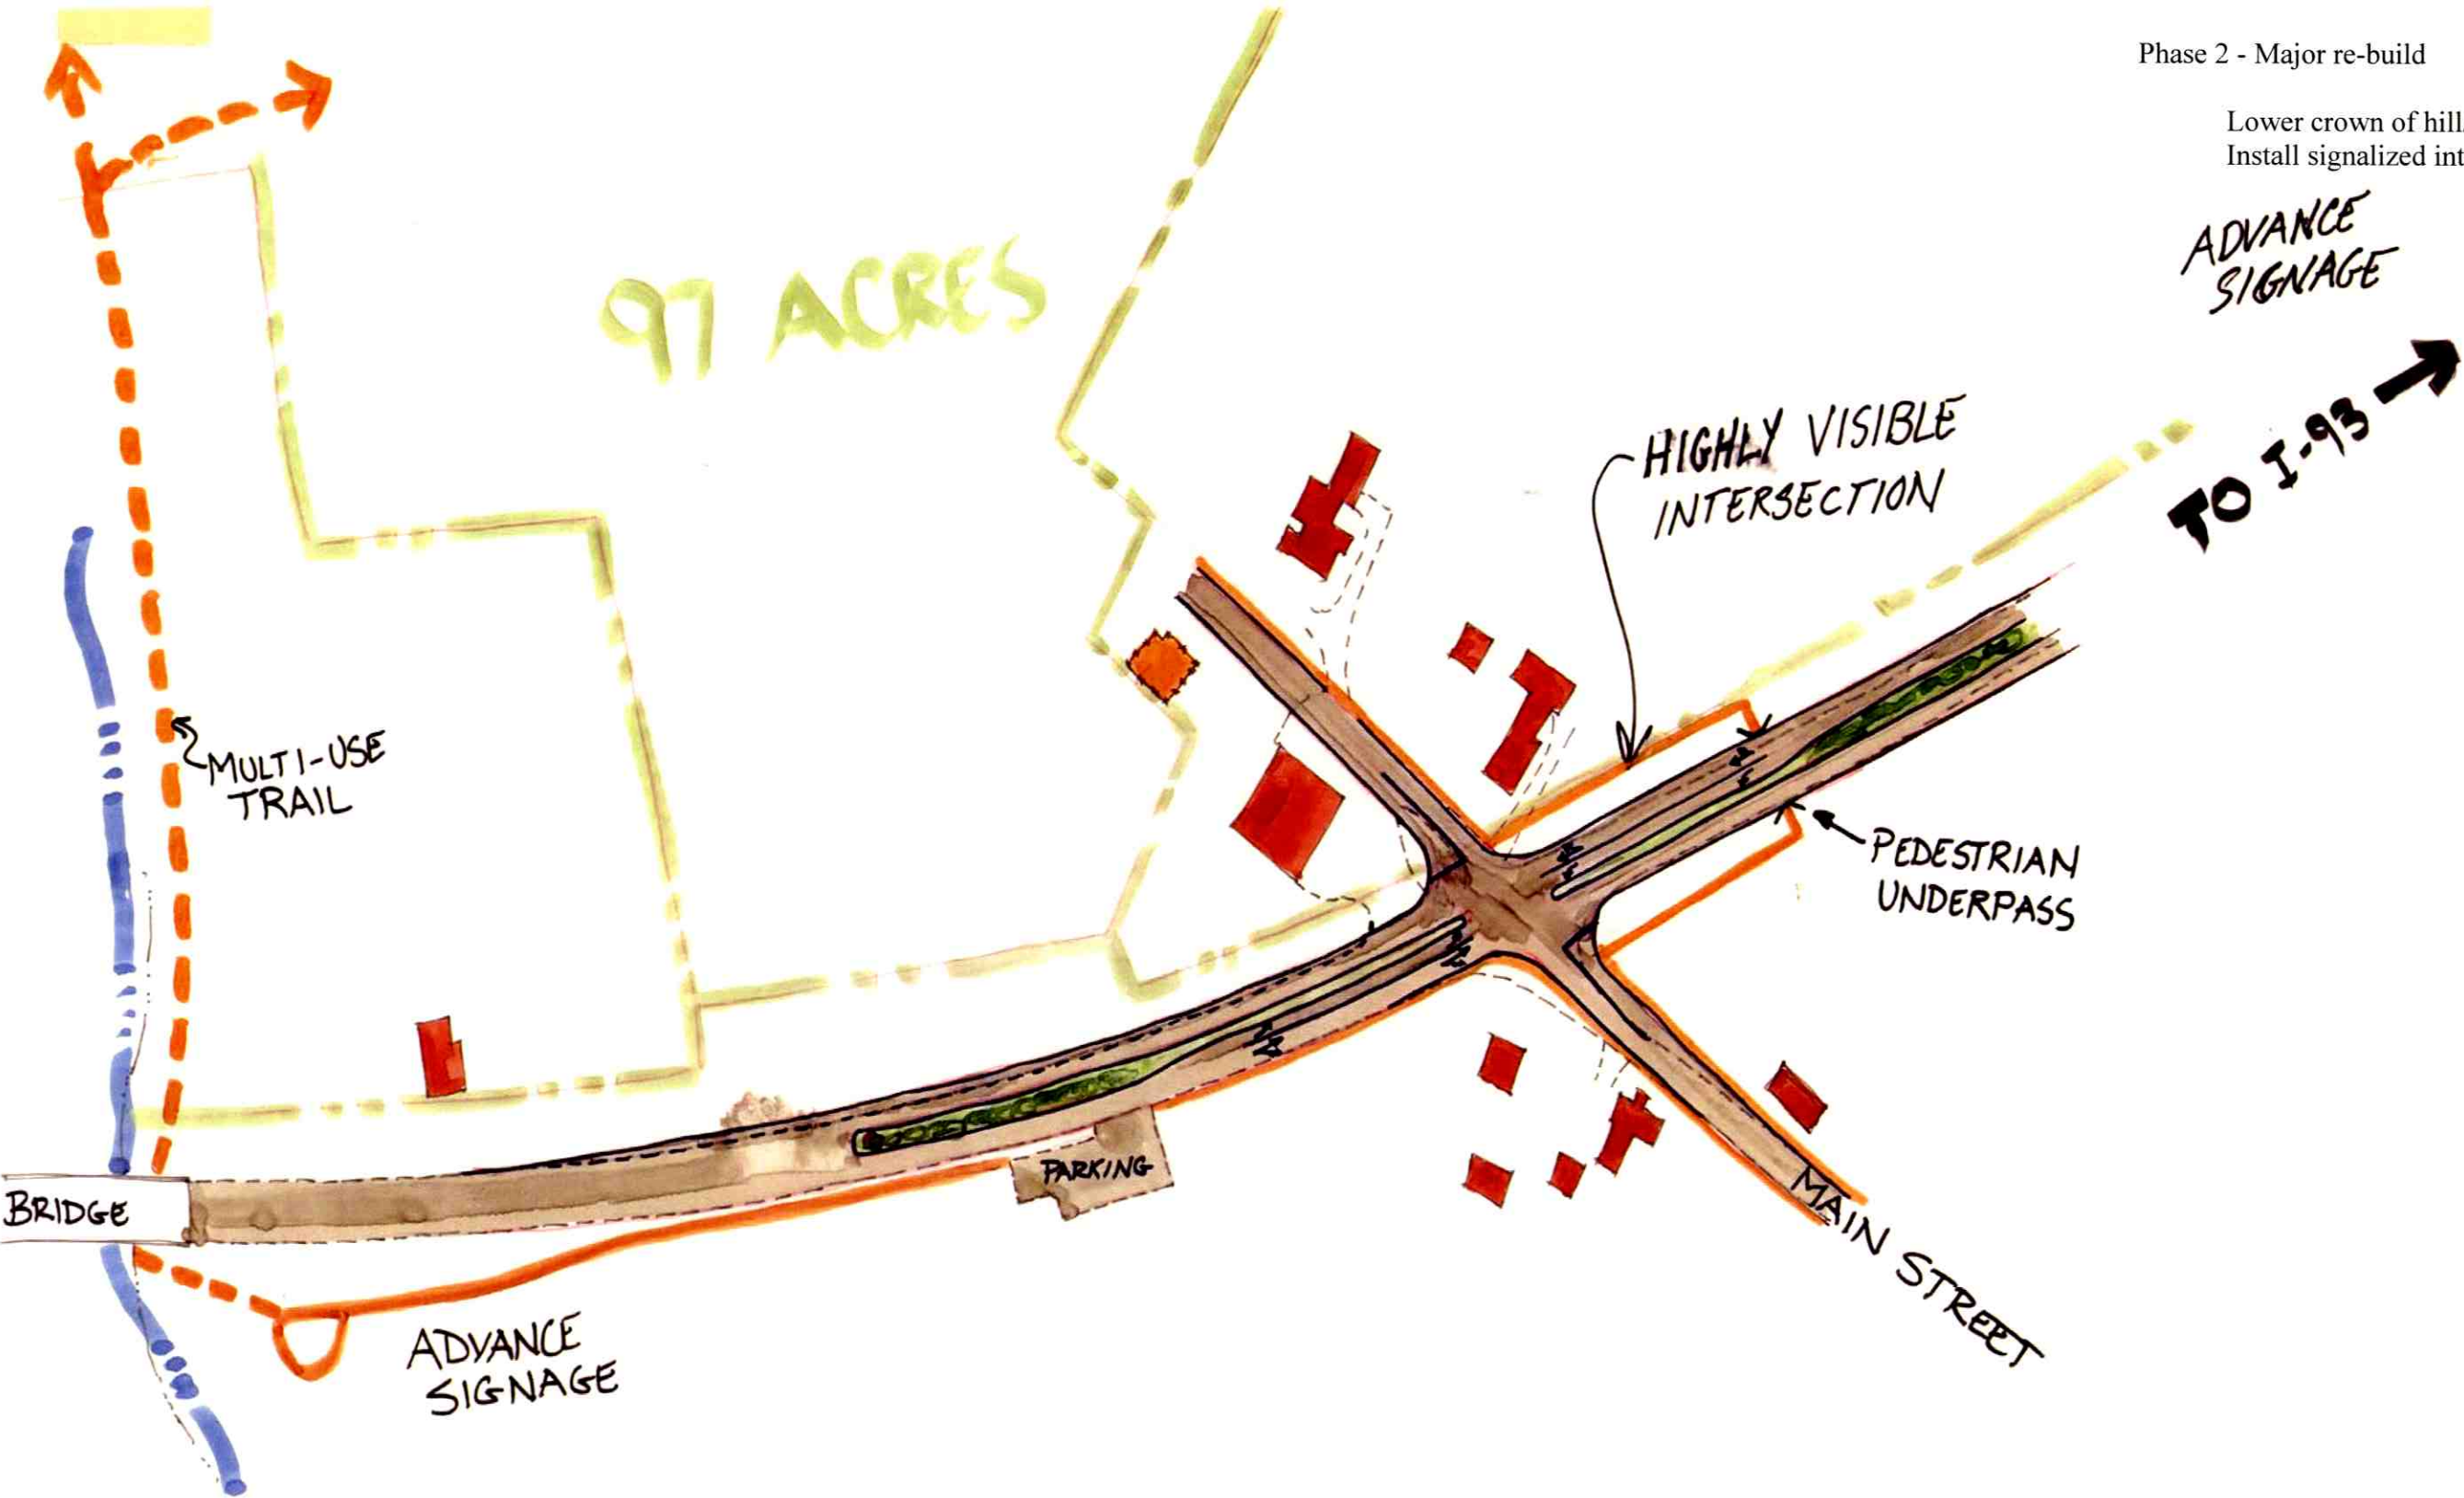 Phase 2 - Major re-build
Lower crown of hill
Install signalized
ADVANCE
SIGNAGE
97 ACRES
TO I-93
HIGHLY VISIBLE
INTERSECTION
MULTI-USE
TRAIL
PEDESTRIAN
UNDERPASS
PARKING
BRIDGE
MAIN STREET
ADVANCE
SIGNAGE